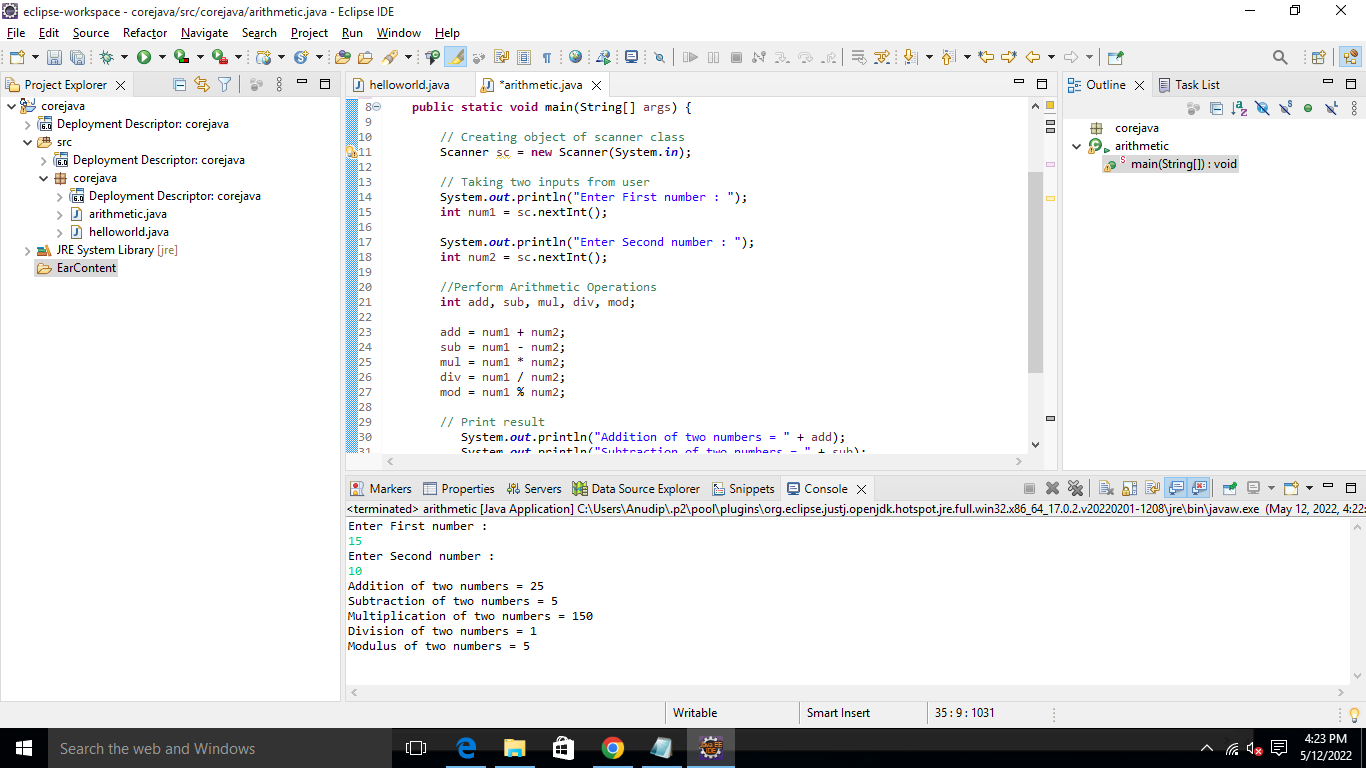 eclipse-workspace - corejava/src/corejava/arithmetic.java - Eclipse IDE
File Edit Source Refactor Navigate Search Project Run Window Help
Project Explorer
corejava
Deployment Descriptor: corejava
src
Deployment Descriptor: corejava
corejava
Deployment Descriptor: corejava
arithmetic.java
helloworld.java
JRE System Library [jre]
EarContent
helloworld.java *arithmetic.java
8 public static void main(String[] args) {
9
10 // Creating object of scanner class
11 Scanner sc = new Scanner(System.in);
12
13 // Taking two inputs from user
14 System.out.println("Enter First number : ");
15 int num1 = sc.nextInt();
16
17 System.out.println("Enter Second number : ");
18 int num2 = sc.nextInt();
19
20 //Perform Arithmetic Operations
21 int add, sub, mul, div, mod;
22
23 add = num1 + num2;
24 sub = num1 - num2;
25 mul = num1 * num2;
26 div = num1 / num2;
27 mod = num1 % num2;
28
29 // Print result
30 System.out.println("Addition of two numbers = " + add);
31 System.out.println("Subtraction of two numbers = " + sub);
Outline Task List
corejava
arithmetic
main(String[]) : void
Markers Properties Servers Data Source Explorer Snippets Console
<terminated> arithmetic [Java Application] C:\Users\Anudip\.p2\pool\plugins\org.eclipse.justj.openjdk.hotspot.jre.full.win32.x86_64_17.0.2.v20220201-1208\jre\bin\javaw.exe (May 12, 2022, 4:22:
Enter First number :
15
Enter Second number :
10
Addition of two numbers = 25
Subtraction of two numbers = 5
Multiplication of two numbers = 150
Division of two numbers = 1
Modulus of two numbers = 5
Writable Smart Insert 35 : 9 : 1031
Search the web and Windows
4:23 PM
5/12/2022